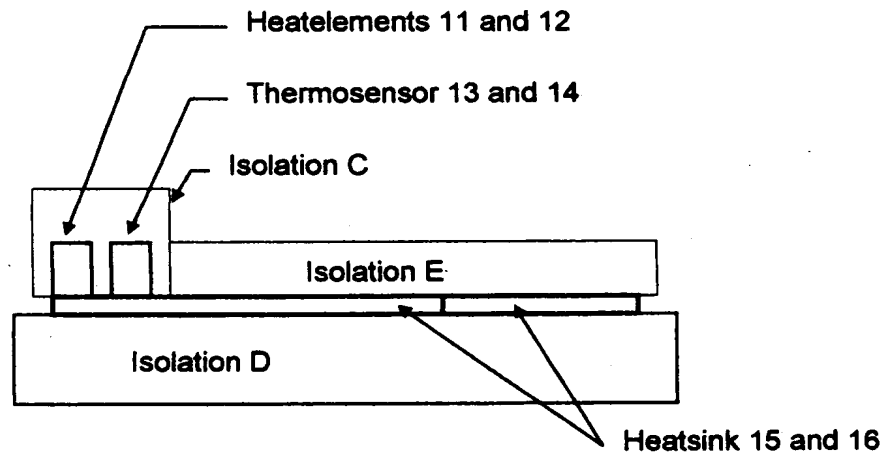 Heatelements 11 and 12
Thermosensor 13 and 14
Isolation C
Isolation E
Isolation D
Heatsink 15 and 16